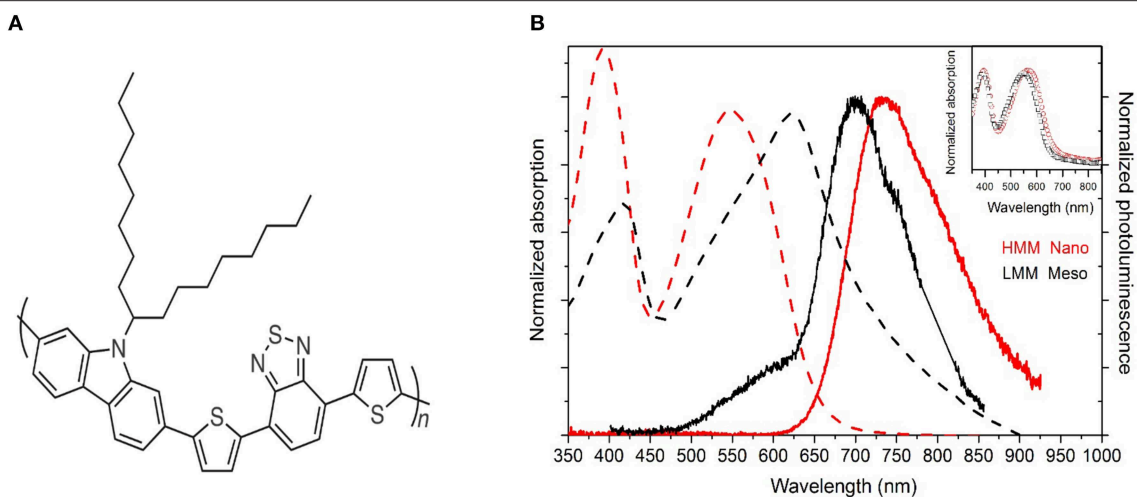 A
B
N
S
N
S
N
S
n
Normalized absorption
Normalized photoluminescence
Normalized absorption
400 500 600 700 800
Wavelength (nm)
HMM Nano
LMM Meso
350 400 450 500 550 600 650 700 750 800 850 900 950 1000
Wavelength (nm)